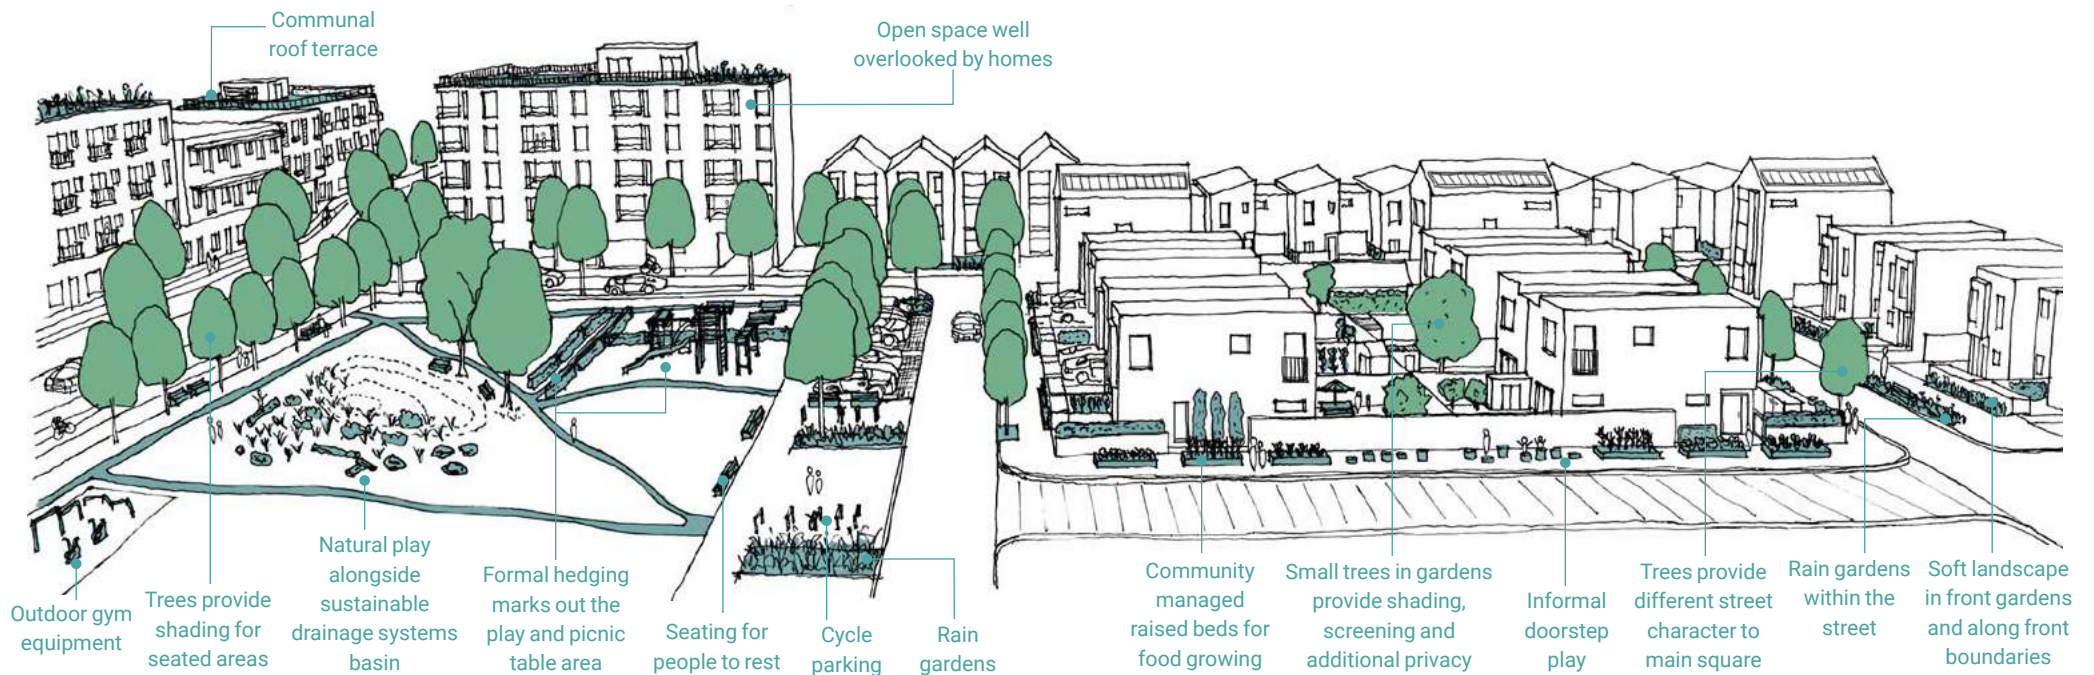 Communal
roof terrace
Open space well
overlooked by homes
Outdoor gym
equipment
Trees provide
shading for
seated areas
Natural play
alongside
sustainable
drainage systems
basin
Formal hedging
marks out the
play and picnic
table area
Seating for
people to rest
Cycle
parking
Rain
gardens
Community
managed
raised beds for
food growing
Small trees in gardens
provide shading,
screening and
additional privacy
Informal
doorstep
play
Trees provide
different street
character to
main square
Rain gardens
within the
street
Soft landscape
in front gardens
and along front
boundaries